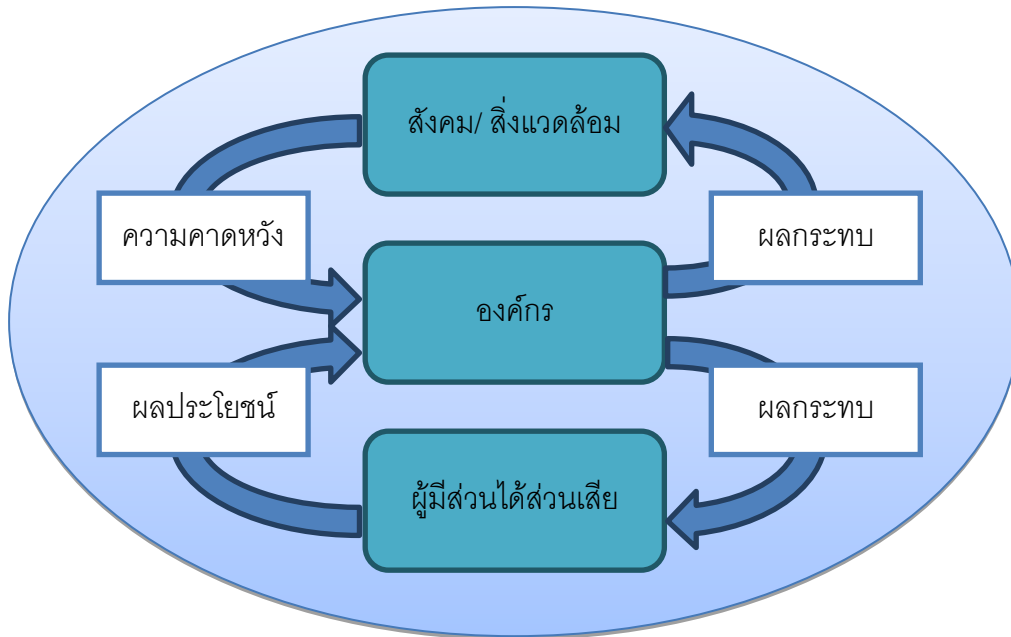 สังคม/ สิ่งแวดล้อม
ความคาดหวัง
ผลกระทบ
องค์กร
ผลประโยชน์
ผลกระทบ
ผู้มีส่วนได้ส่วนเสีย